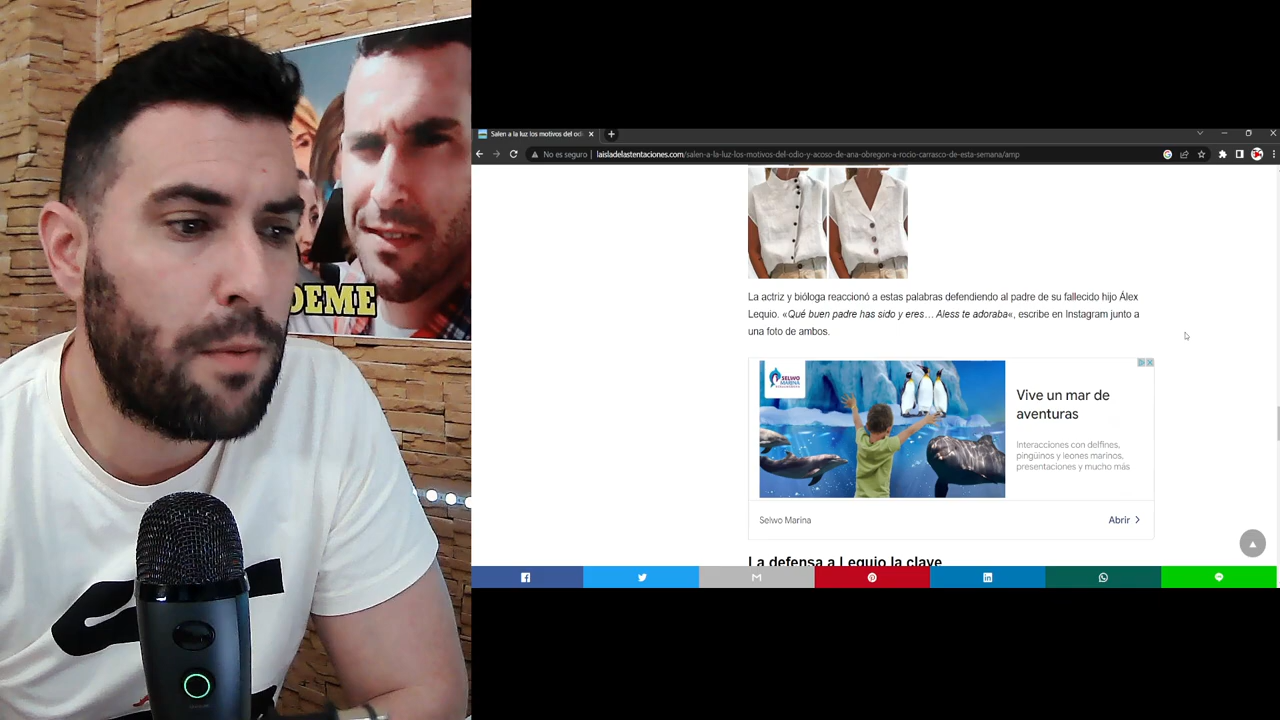 DEME
Salen a la luz los motivos del odi
No es seguro | laisladelastentaciones.com/salen-a-la-luz-los-motivos-del-odio-y-acoso-de-ana-obregon-a-rocio-carrasco-de-esta-semana/amp
La actriz y bióloga reaccionó a estas palabras defendiendo al padre de su fallecido hijo Álex
Lequio. «Qué buen padre has sido y eres… Aless te adoraba«, escribe en Instagram junto a
una foto de ambos.
SELWO
MARINA
Vive un mar de
aventuras
Interacciones con delfines,
pingüinos y leones marinos,
presentaciones y mucho más
Selwo Marina
Abrir
La defensa a Lequio la clave